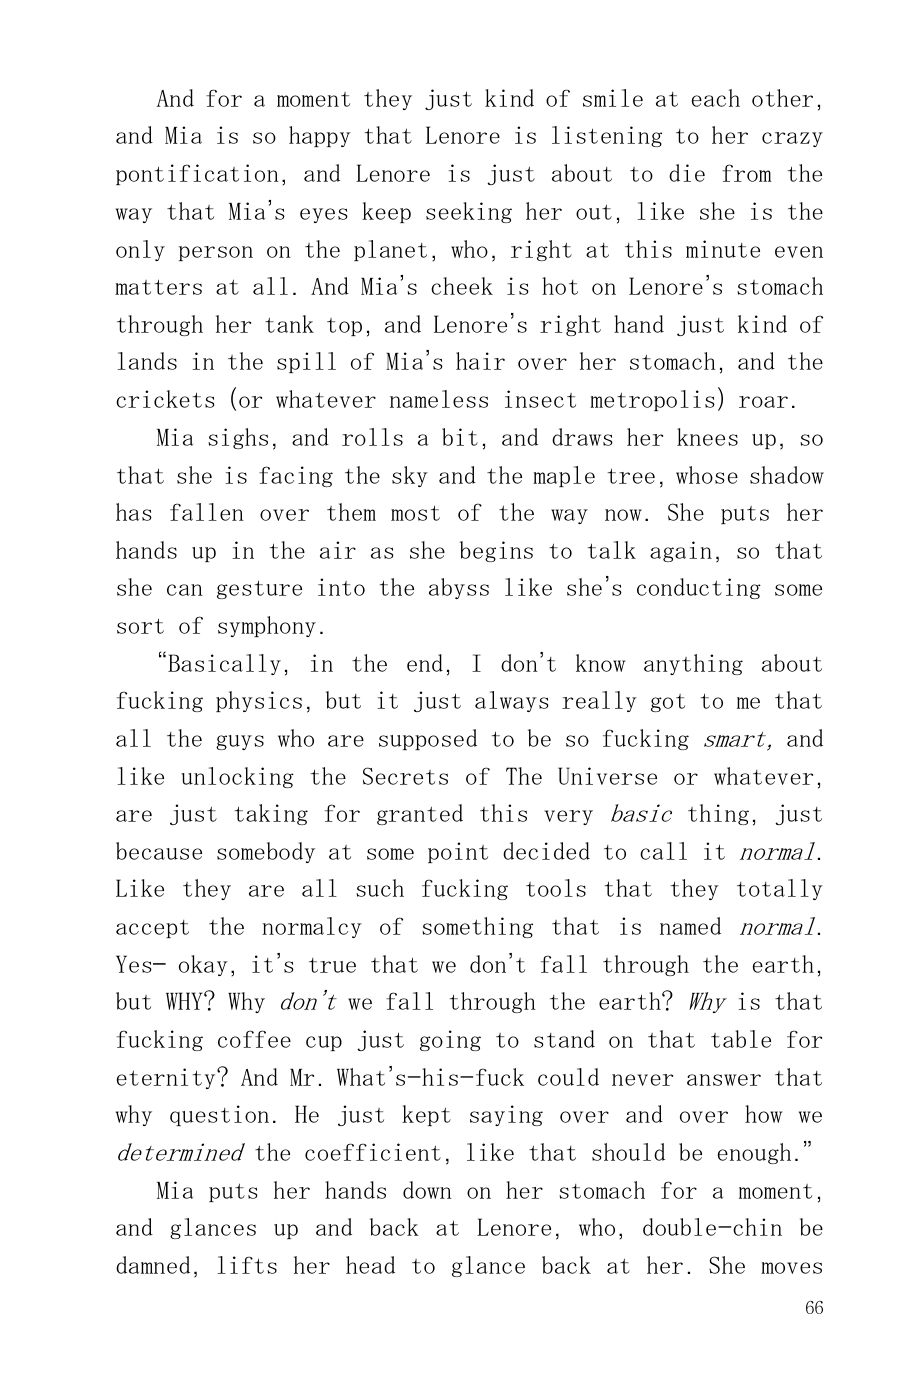 And for a moment they just kind of smile at each other,
and Mia is so happy that Lenore is listening to her crazy
pontification, and Lenore is just about to die from the
way that Mia's eyes keep seeking her out, like she is the
only person on the planet, who, right at this minute even
matters at all. And Mia's cheek is hot on Lenore's stomach
through her tank top, and Lenore's right hand just kind of
lands in the spill of Mia's hair over her stomach, and the
crickets (or whatever nameless insect metropolis) roar.
Mia sighs, and rolls a bit, and draws her knees up, so
that she is facing the sky and the maple tree, whose shadow
has fallen over them most of the way now. She puts her
hands up in the air as she begins to talk again, so that
she can gesture into the abyss like she's conducting some
sort of symphony.
“Basically, in the end, I don't know anything about
fucking physics, but it just always really got to me that
all the guys who are supposed to be so fucking smart, and
like unlocking the Secrets of The Universe or whatever,
are just taking for granted this very basic thing, just
because somebody at some point decided to call it normal.
Like they are all such fucking tools that they totally
accept the normalcy of something that is named normal.
Yes— okay, it's true that we don't fall through the earth,
but WHY? Why don't we fall through the earth? Why is that
fucking coffee cup just going to stand on that table for
eternity? And Mr. What's-his-fuck could never answer that
why question. He just kept saying over and over how we
determined the coefficient, like that should be enough.”
Mia puts her hands down on her stomach for a moment,
and glances up and back at Lenore, who, double-chin be
damned, lifts her head to glance back at her. She moves
66